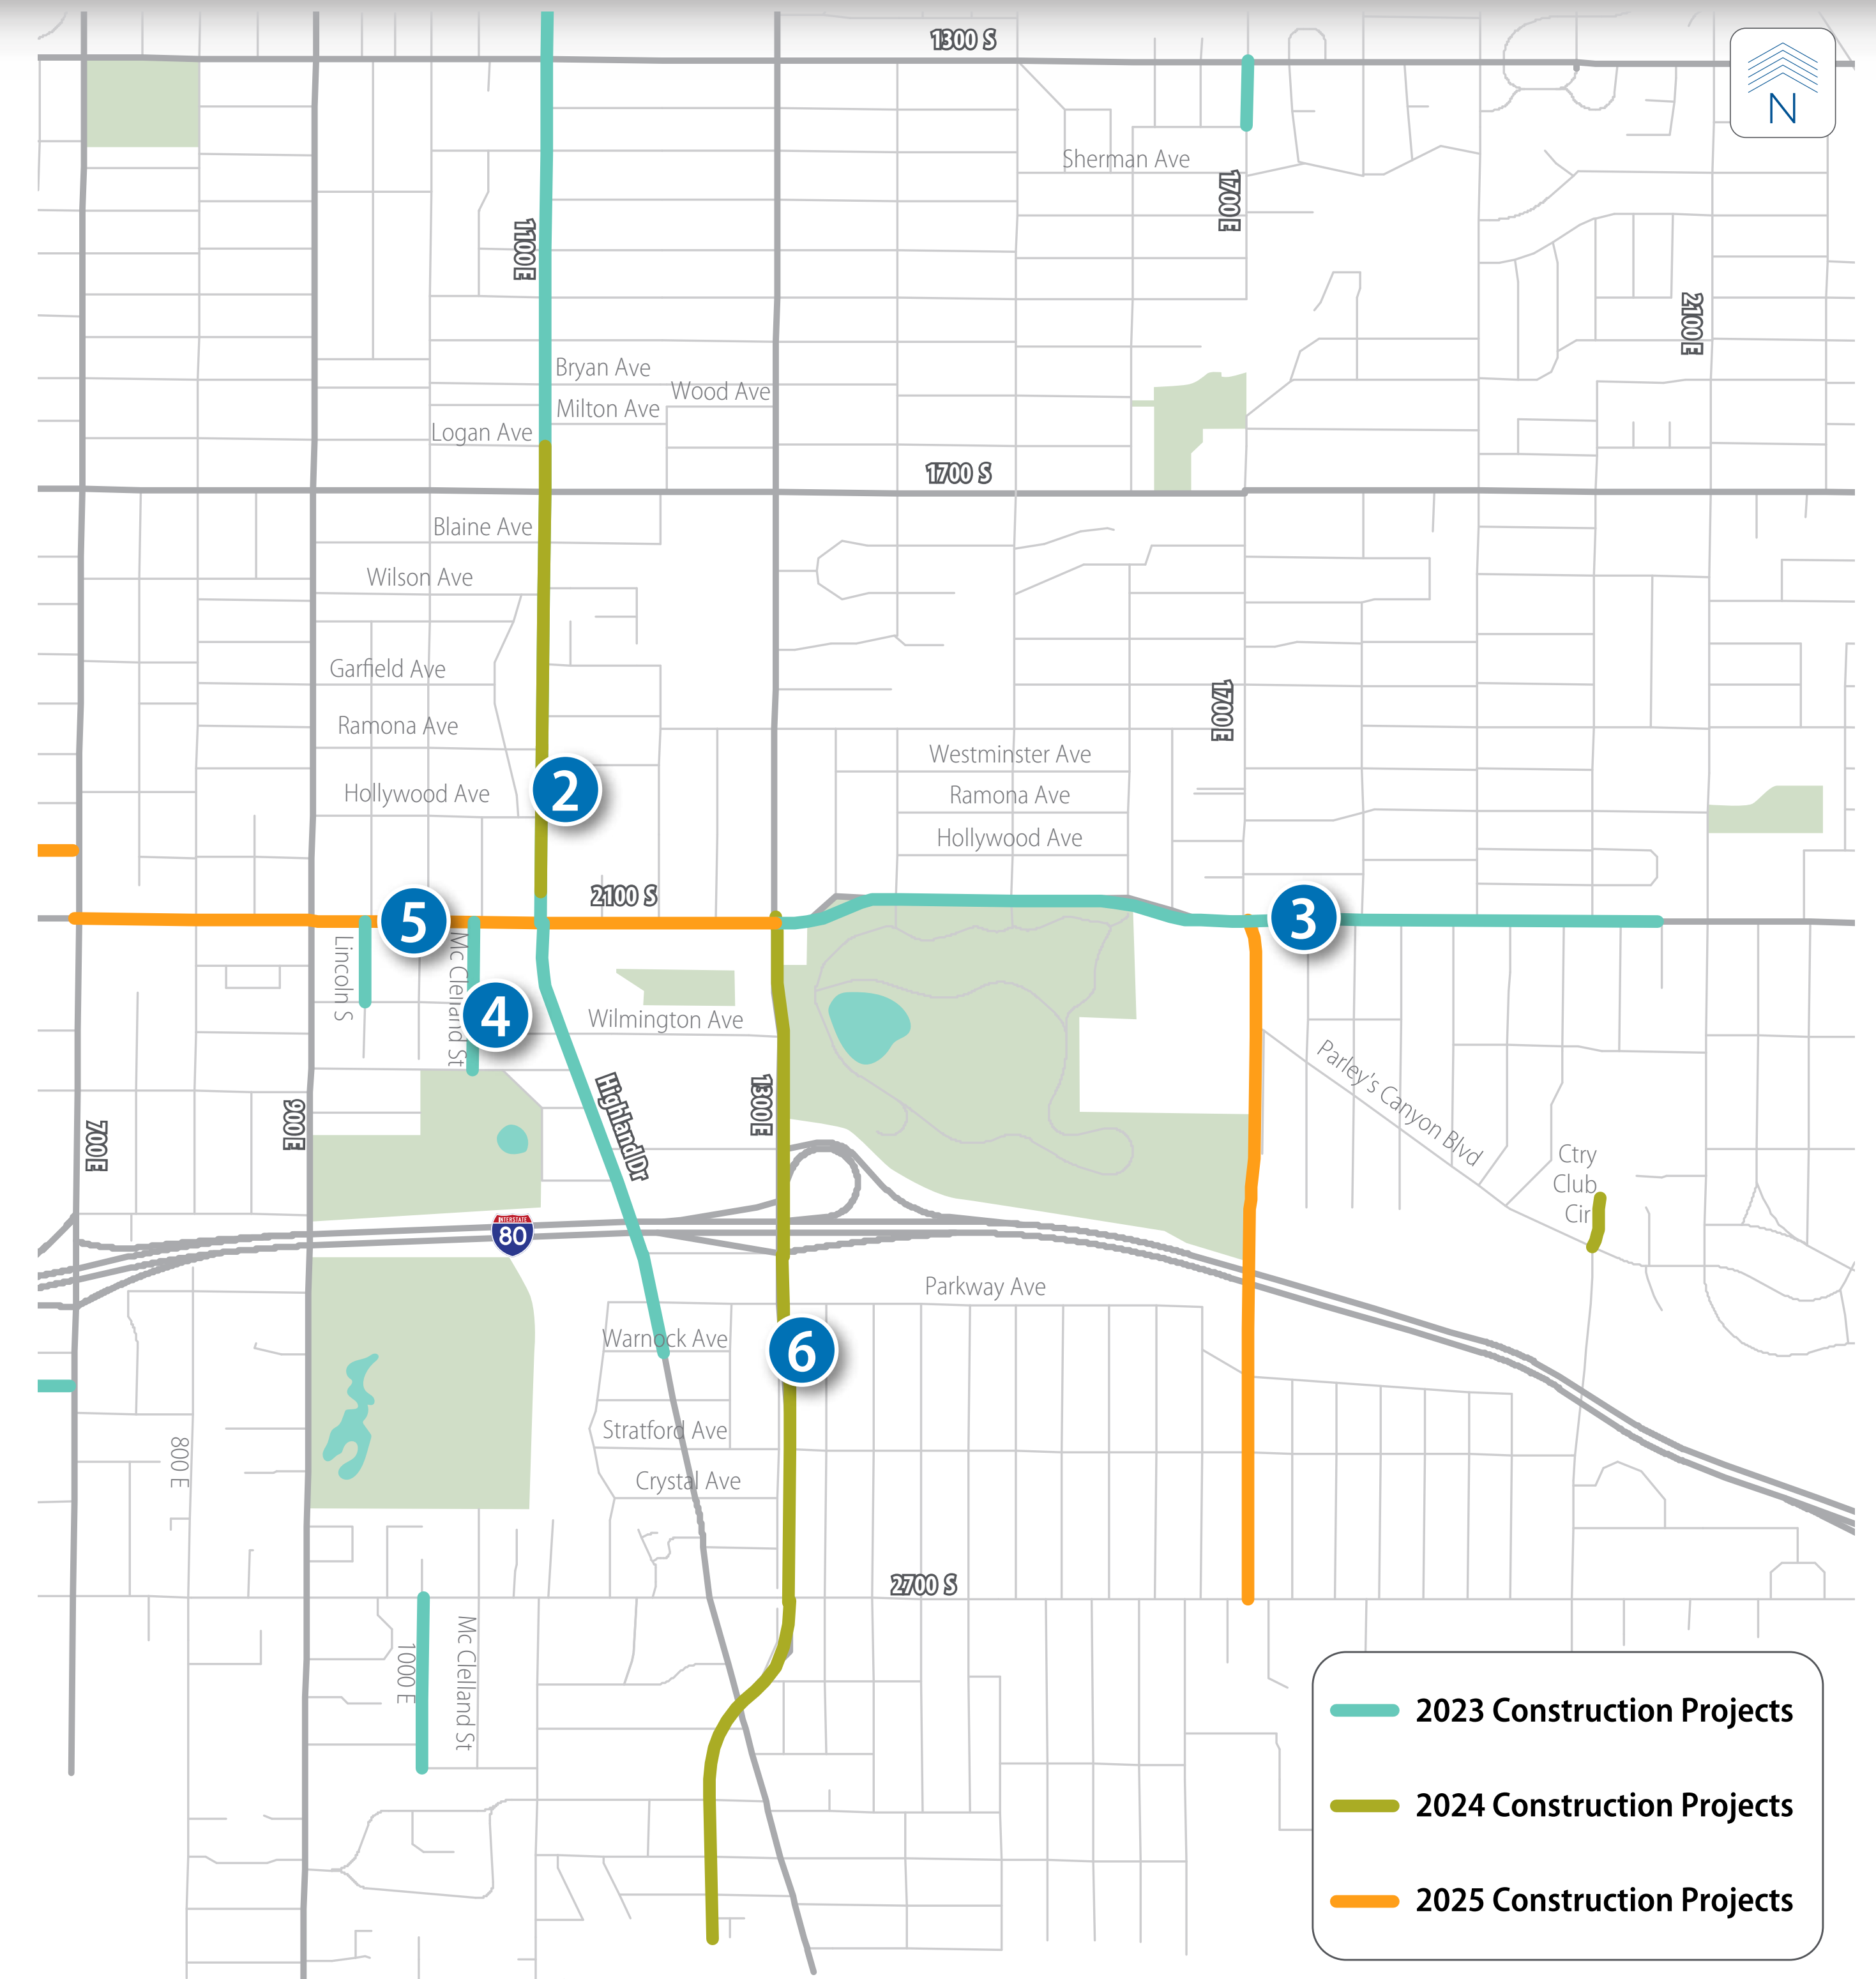 1300 S
N
Sherman Ave
1700 E
1100 E
2100 E
Bryan Ave
Wood Ave
Milton Ave
Logan Ave
1700 S
Blaine Ave
Wilson Ave
Garfield Ave
1700 E
Ramona Ave
Westminster Ave
2
Hollywood Ave
Ramona Ave
Hollywood Ave
2100 S
5
3
Lincoln S
Mc Clelland St
4
Wilmington Ave
Parley's Canyon Blvd
Highland Dr
1300 E
900 E
700 E
Ctry
Club
Cir
INTERSTATE
80
Parkway Ave
Warnock Ave
6
Stratford Ave
800 E
Crystal Ave
2700 S
1000 E
Mc Clelland St
2023 Construction Projects
2024 Construction Projects
2025 Construction Projects